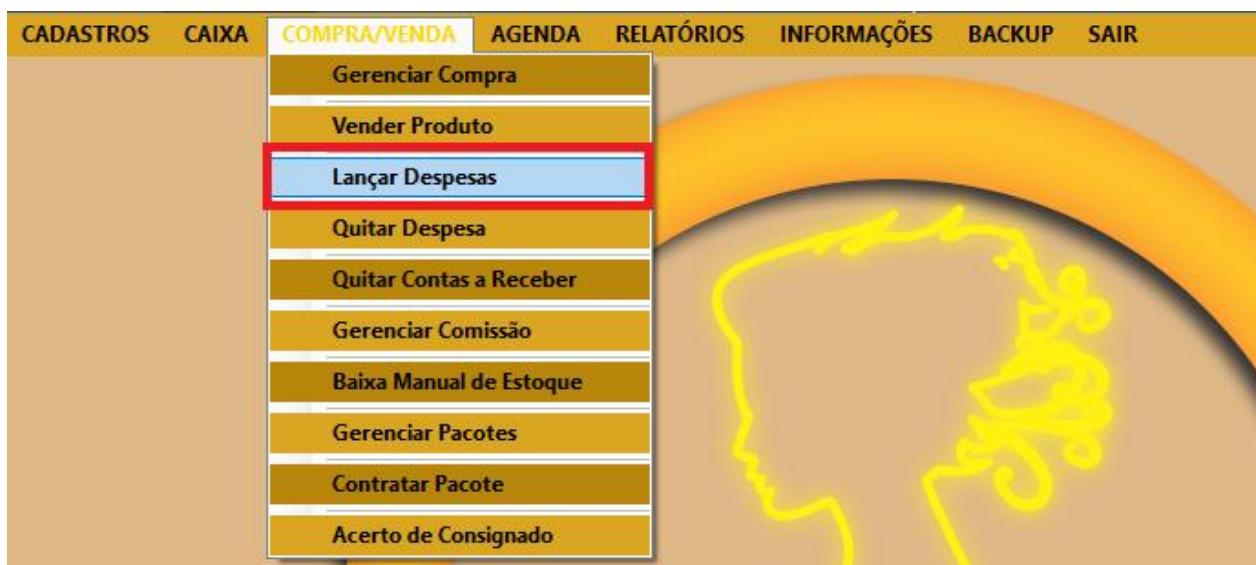 CADASTROS CAIXA COMPRA/VENDA AGENDA RELATÓRIOS INFORMAÇÕES BACKUP SAIR
Gerenciar Compra
Vender Produto
Lançar Despesas
Quitar Despesa
Quitar Contas a Receber
Gerenciar Comissão
Baixa Manual de Estoque
Gerenciar Pacotes
Contratar Pacote
Acerto de Consignado